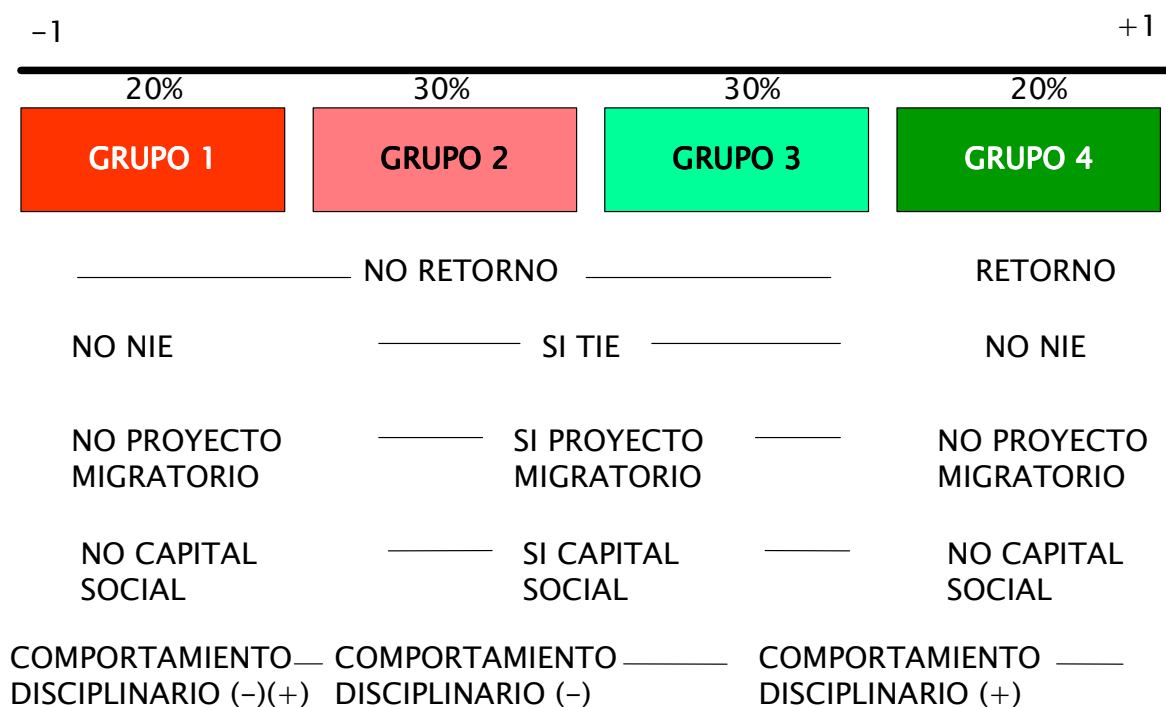 −1 +1
20% 30% 30% 20%
GRUPO 1 GRUPO 2 GRUPO 3 GRUPO 4
NO RETORNO RETORNO
NO NIE SI TIE NO NIE
NO PROYECTO SI PROYECTO NO PROYECTO
MIGRATORIO MIGRATORIO MIGRATORIO
NO CAPITAL SI CAPITAL NO CAPITAL
SOCIAL SOCIAL SOCIAL
COMPORTAMIENTO COMPORTAMIENTO COMPORTAMIENTO
DISCIPLINARIO (−)(+) DISCIPLINARIO (−) DISCIPLINARIO (+)